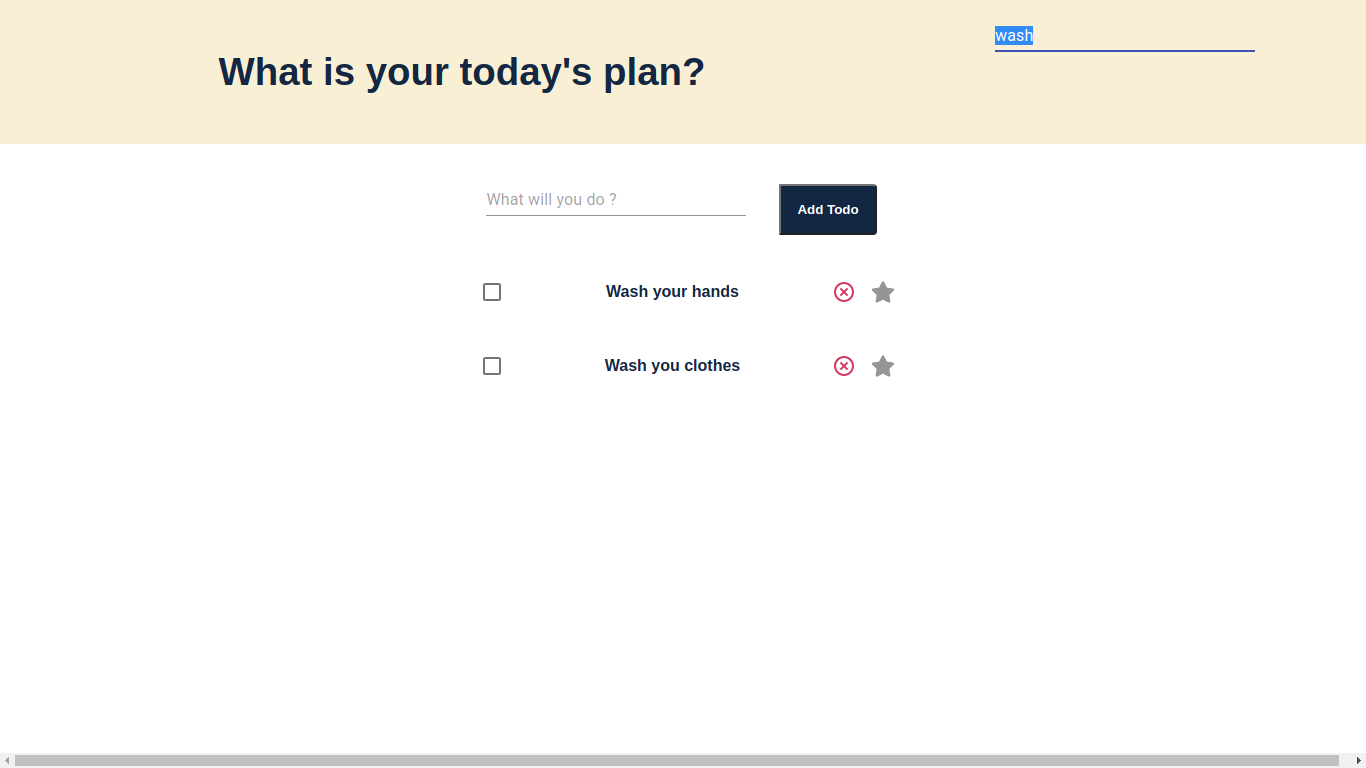 wash
What is your today's plan?
What will you do ?
Add Todo
Wash your hands
Wash you clothes